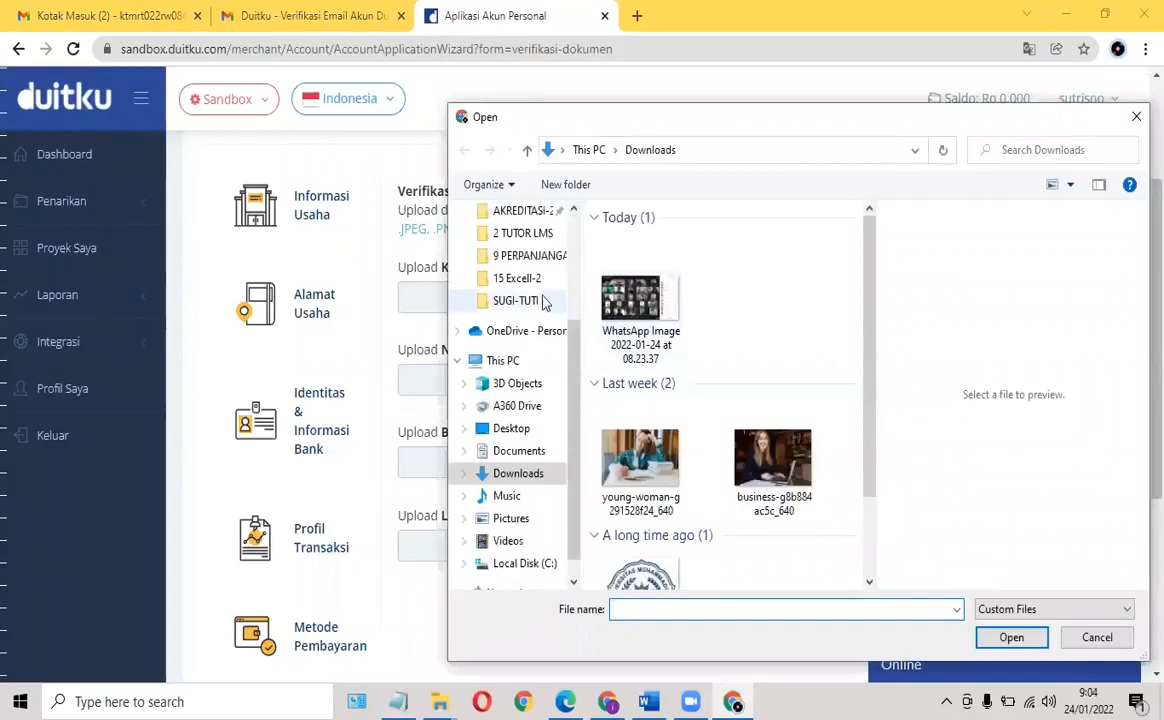 Kotak Masuk (2) - ktmrt022rw08
Duitku - Verifikasi Email Akun Du
Aplikasi Akun Personal
sandbox.duitku.com/merchant/Account/AccountApplicationWizard?form=verifikasi-dokumen
duitku
Sandbox
Indonesia
Saldo: Rp 0.000
sutrisno
Dashboard
Penarikan
Proyek Saya
Laporan
Integrasi
Profil Saya
Keluar
Informasi
Usaha
Alamat
Usaha
Identitas
&
Informasi
Bank
Profil
Transaksi
Metode
Pembayaran
Verifikas
Upload d
.JPEG, .PN
Upload K
Upload N
Upload B
Upload L
Open
This PC
Downloads
Search Downloads
Organize
New folder
AKREDITASI-2
2 TUTOR LMS
9 PERPANJANGA
15 Excell-2
SUGI-TUTI
OneDrive - Person
This PC
3D Objects
A360 Drive
Desktop
Documents
Downloads
Music
Pictures
Videos
Local Disk (C:)
Today (1)
WhatsApp Image
2022-01-24 at
08.23.37
Last week (2)
young-woman-g
291528f24_640
business-g8b884
ac5c_640
A long time ago (1)
Select a file to preview.
File name:
Custom Files
Open
Cancel
Online
Type here to search
9:04
24/01/2022